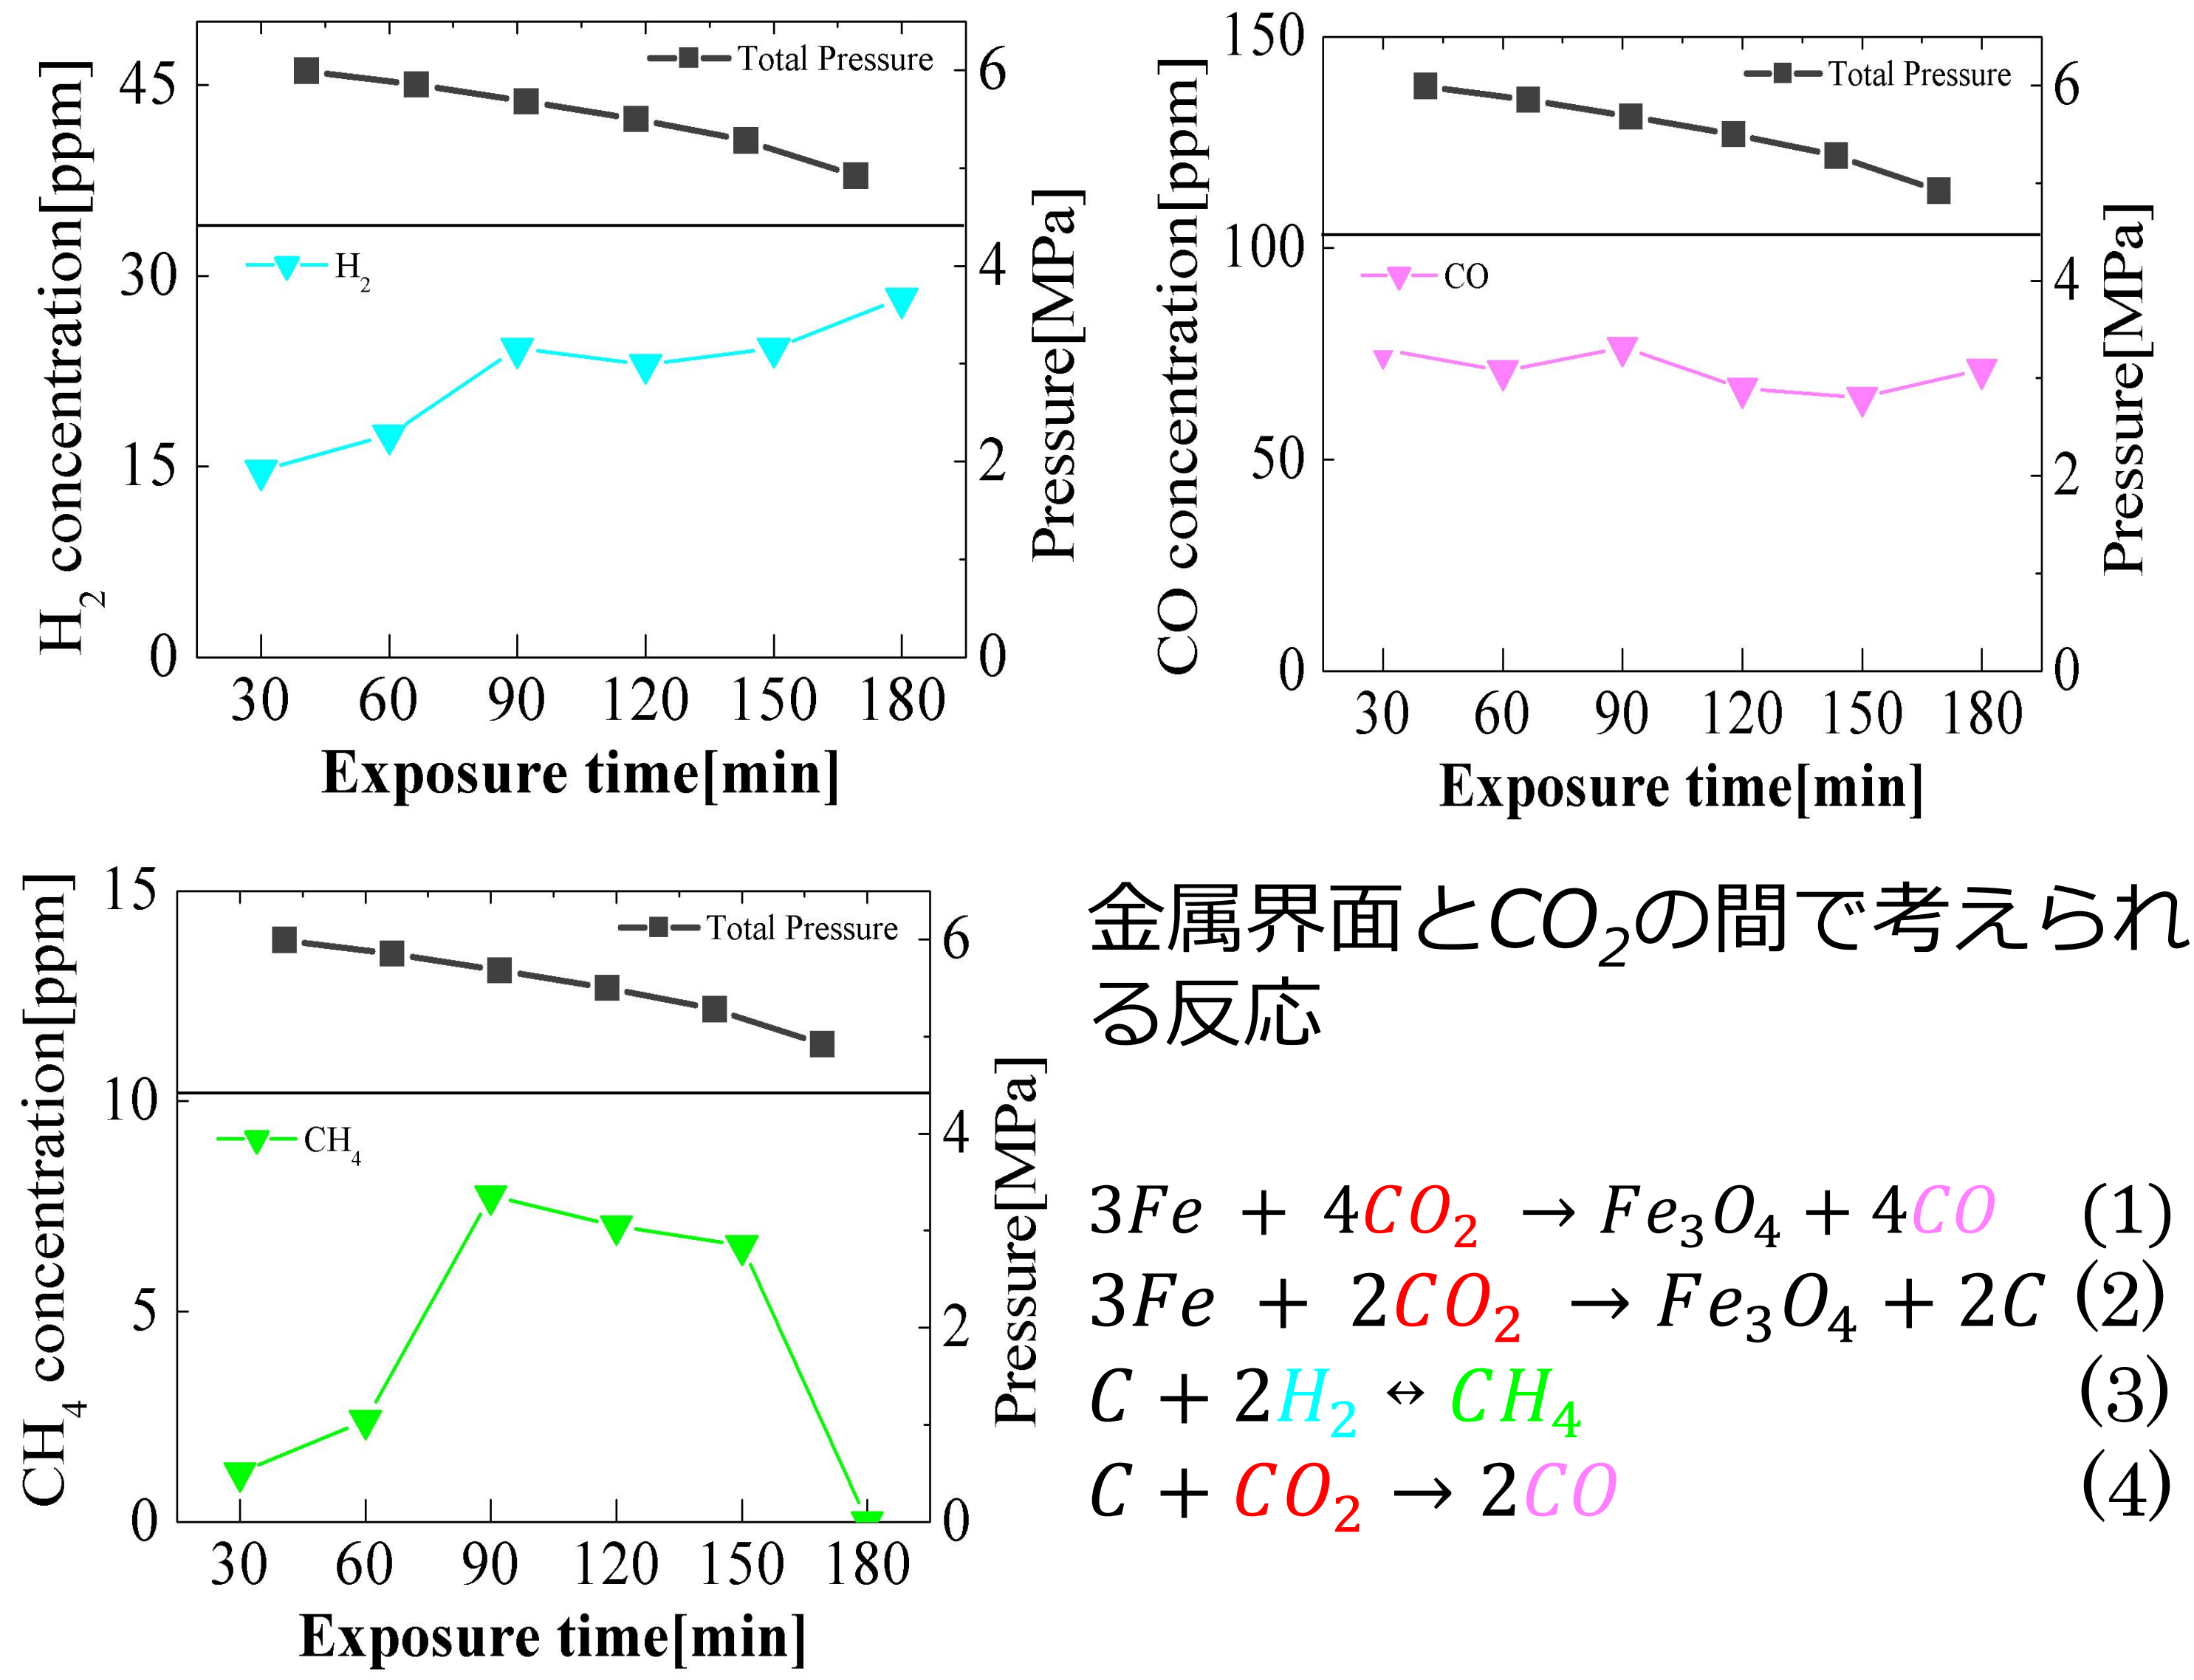 Total Pressure
H₂
H₂ concentration[ppm]
45
30
15
0
6
4
2
0
Pressure[MPa]
30 60 90 120 150 180
Exposure time[min]
Total Pressure
CO
CO concentration[ppm]
150
100
50
0
6
4
2
0
Pressure[MPa]
30 60 90 120 150 180
Exposure time[min]
Total Pressure
CH₄
CH₄ concentration[ppm]
15
10
5
0
6
4
2
0
Pressure[MPa]
30 60 90 120 150 180
Exposure time[min]
金属界面とCO₂の間で考えられ
る反応
3Fe + 4CO₂ → Fe₃O₄ + 4CO (1)
3Fe + 2CO₂ → Fe₃O₄ + 2C (2)
C + 2H₂ ↔ CH₄ (3)
C + CO₂ → 2CO (4)